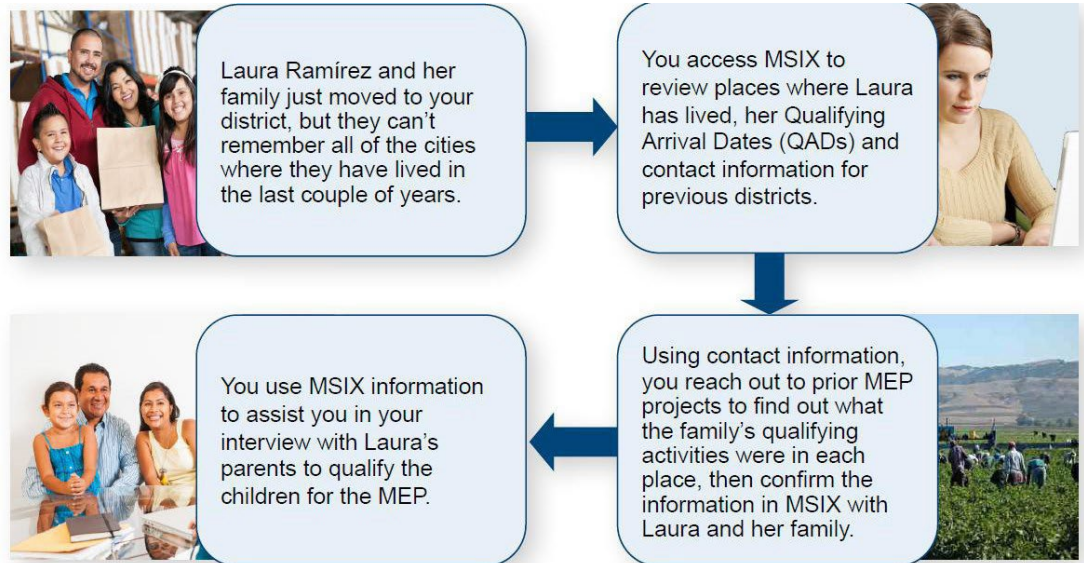 Laura Ramírez and her
family just moved to your
district, but they can't
remember all of the cities
where they have lived in
the last couple of years.
You access MSIX to
review places where Laura
has lived, her Qualifying
Arrival Dates (QADs) and
contact information for
previous districts.
Using contact information,
you reach out to prior MEP
projects to find out what
the family's qualifying
activities were in each
place, then confirm the
information in MSIX with
Laura and her family.
You use MSIX information
to assist you in your
interview with Laura's
parents to qualify the
children for the MEP.